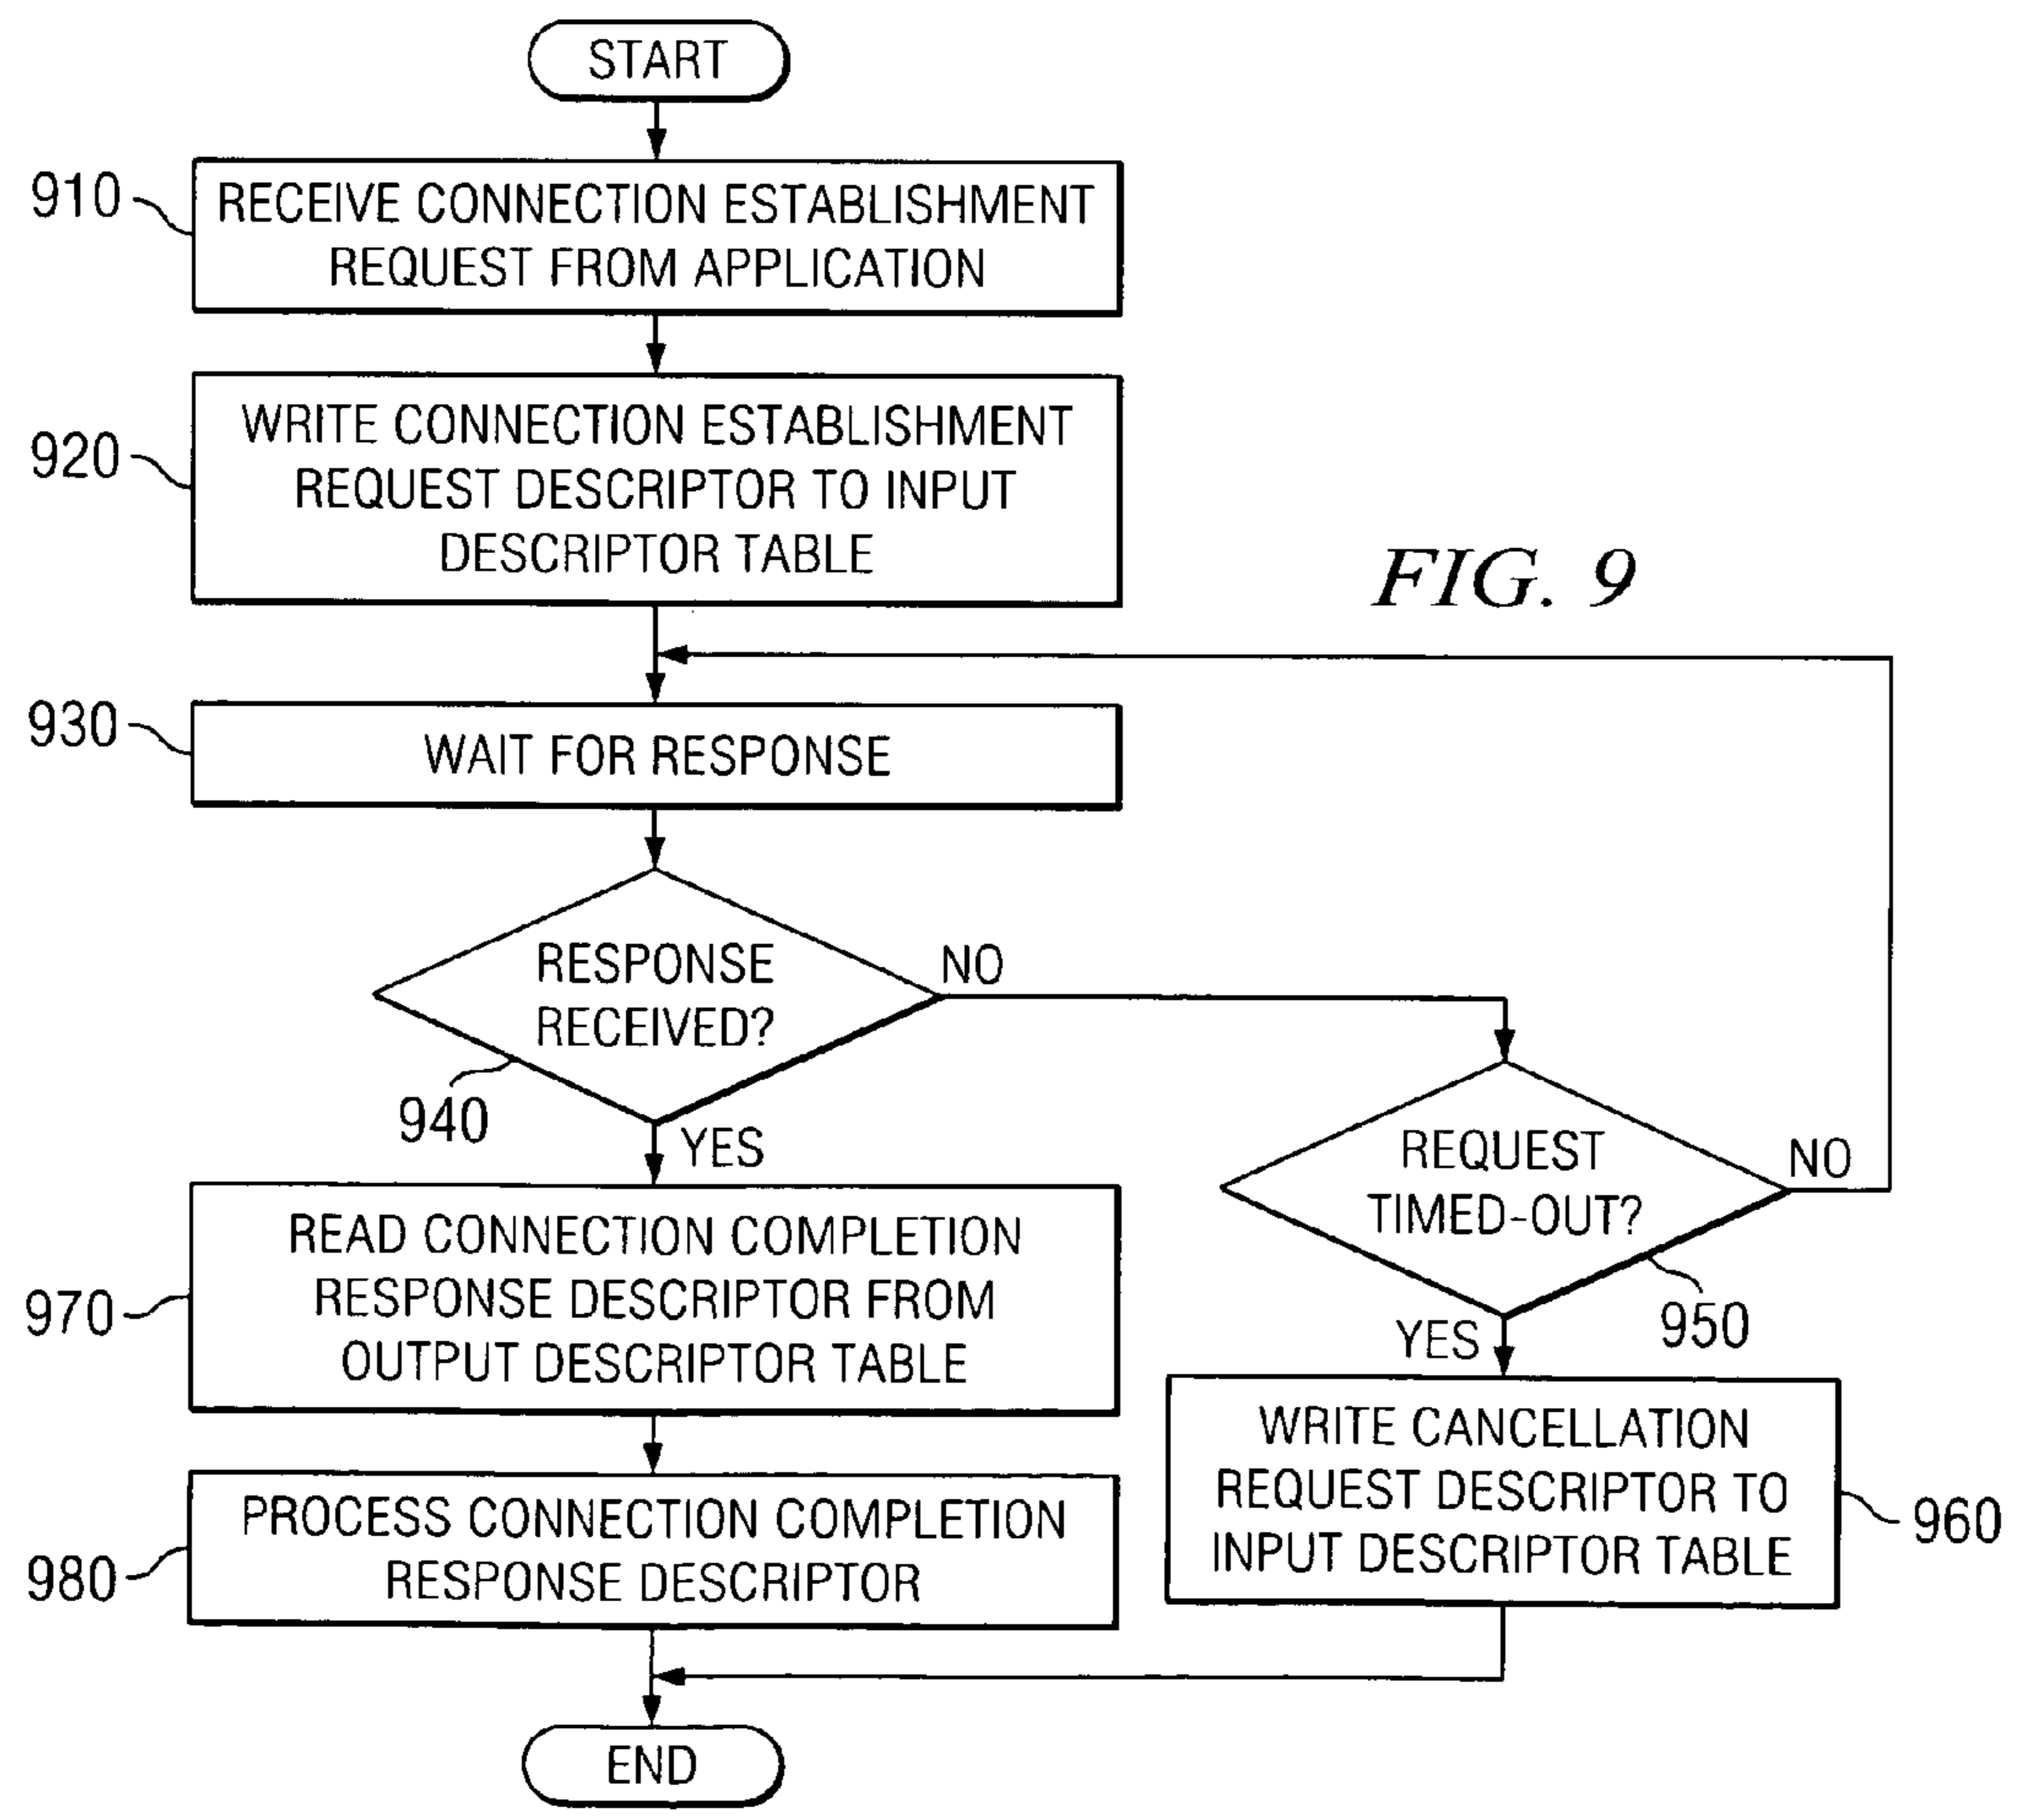 START
910
RECEIVE CONNECTION ESTABLISHMENT
REQUEST FROM APPLICATION
920
WRITE CONNECTION ESTABLISHMENT
REQUEST DESCRIPTOR TO INPUT
DESCRIPTOR TABLE
FIG. 9
930
WAIT FOR RESPONSE
RESPONSE
RECEIVED?
NO
940
YES
REQUEST
TIMED-OUT?
NO
950
YES
970
READ CONNECTION COMPLETION
RESPONSE DESCRIPTOR FROM
OUTPUT DESCRIPTOR TABLE
WRITE CANCELLATION
REQUEST DESCRIPTOR TO
INPUT DESCRIPTOR TABLE
960
980
PROCESS CONNECTION COMPLETION
RESPONSE DESCRIPTOR
END